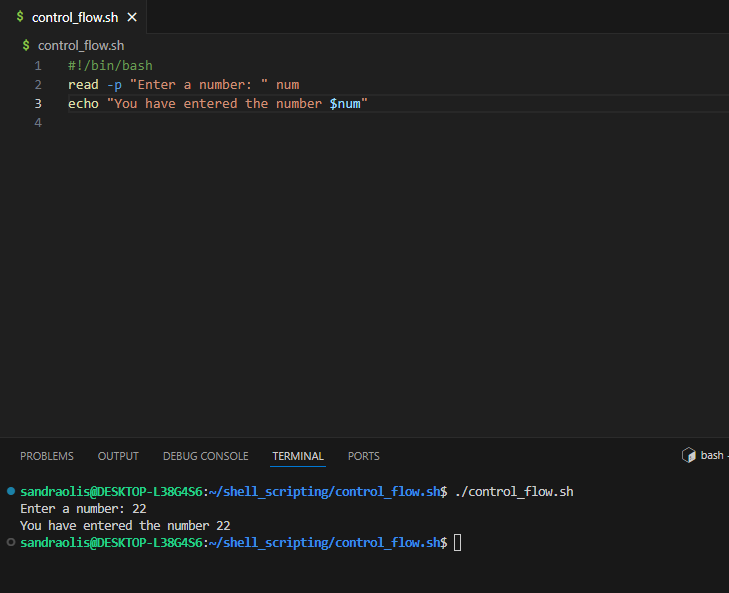 $ control_flow.sh ✕
$ control_flow.sh
1 #!/bin/bash
2 read -p "Enter a number: " num
3 echo "You have entered the number $num"
4
PROBLEMS OUTPUT DEBUG CONSOLE TERMINAL PORTS bash
sandraolis@DESKTOP-L38G4S6:~/shell_scripting/control_flow.sh$ ./control_flow.sh
Enter a number: 22
You have entered the number 22
sandraolis@DESKTOP-L38G4S6:~/shell_scripting/control_flow.sh$